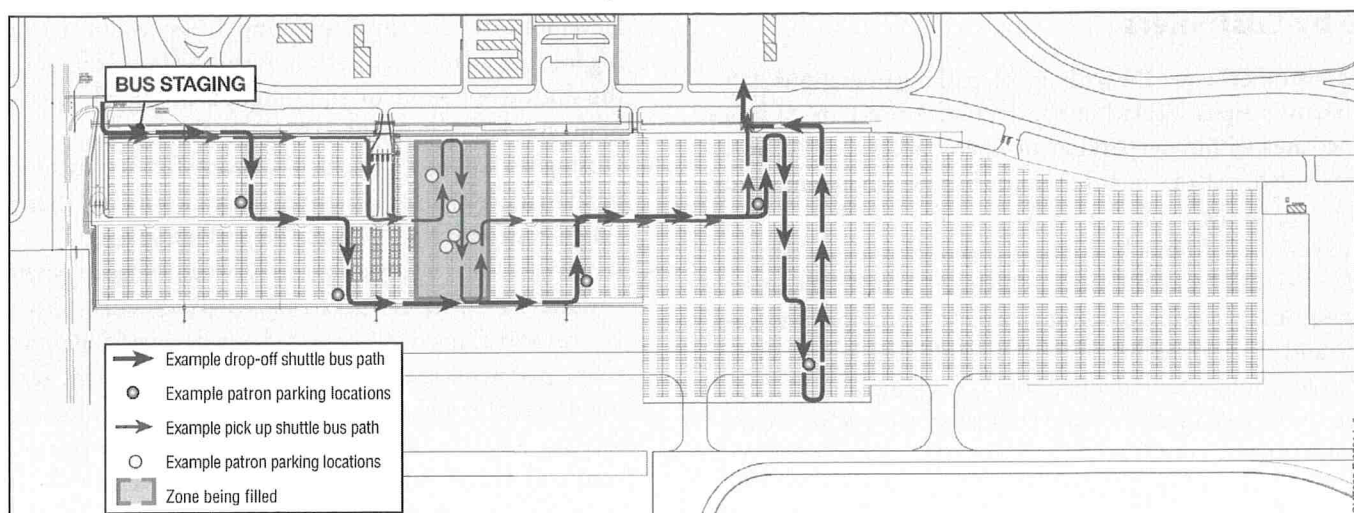 BUS STAGING
Example drop-off shuttle bus path
Example patron parking locations
Example pick up shuttle bus path
Example patron parking locations
Zone being filled